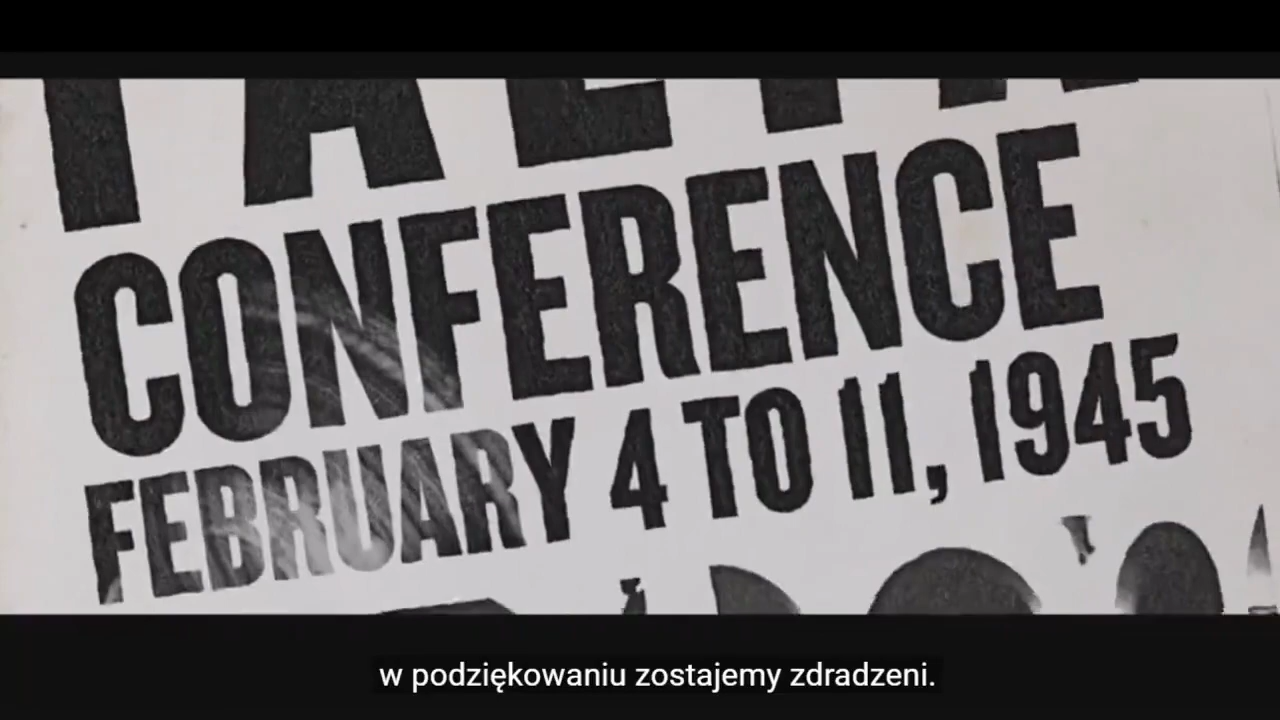 CONFERENCE
FEBRUARY 4 TO 11, 1945
w podziękowaniu zostajemy zdradzeni.